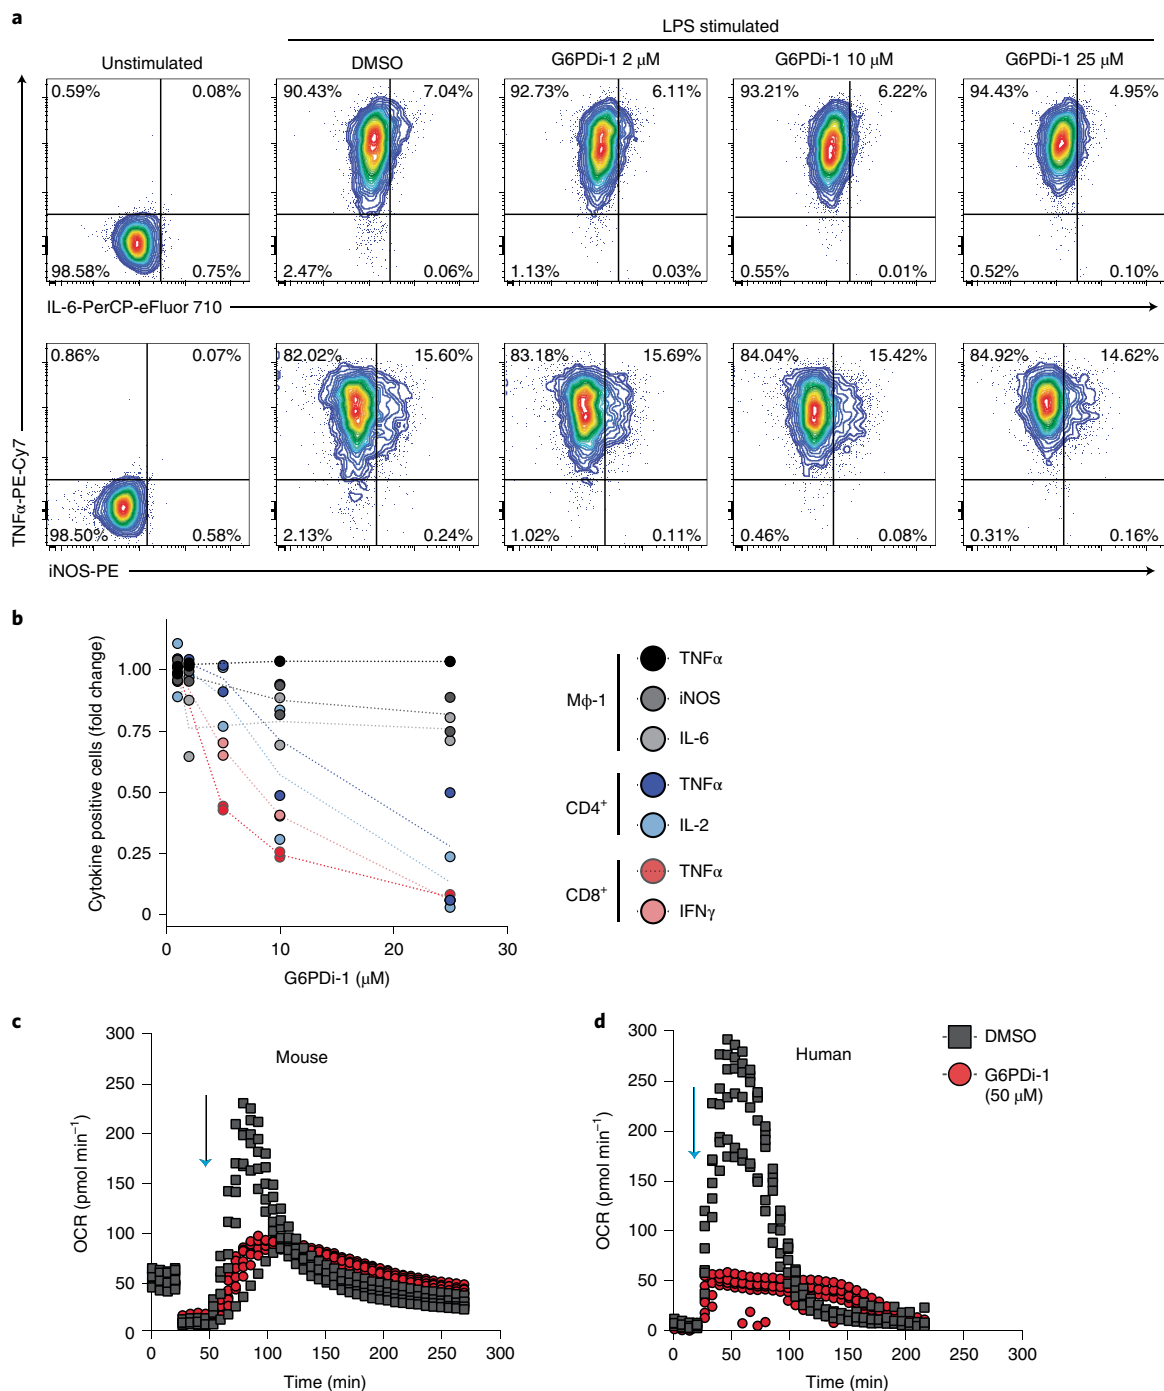 a
LPS stimulated
Unstimulated
DMSO
G6PDi-1 2 μM
G6PDi-1 10 μM
G6PDi-1 25 μM
0.59% 0.08%
90.43% 7.04%
92.73% 6.11%
93.21% 6.22%
94.43% 4.95%
98.58% 0.75%
2.47% 0.06%
1.13% 0.03%
0.55% 0.01%
0.52% 0.10%
IL-6-PerCP-eFluor 710
0.86% 0.07%
82.02% 15.60%
83.18% 15.69%
84.04% 15.42%
84.92% 14.62%
98.50% 0.58%
2.13% 0.24%
1.02% 0.11%
0.46% 0.08%
0.31% 0.16%
TNFα-PE-Cy7
iNOS-PE
b
Cytokine positive cells (fold change)
1.00
0.75
0.50
0.25
0
0 10 20 30
G6PDi-1 (μM)
Mϕ-1
TNFα
iNOS
IL-6
CD4+
TNFα
IL-2
CD8+
TNFα
IFNγ
c
Mouse
OCR (pmol min−1)
300
250
200
150
100
50
0
0 50 100 150 200 250 300
Time (min)
d
Human
OCR (pmol min−1)
300
250
200
150
100
50
0
0 50 100 150 200 250 300
Time (min)
DMSO
G6PDi-1
(50 μM)